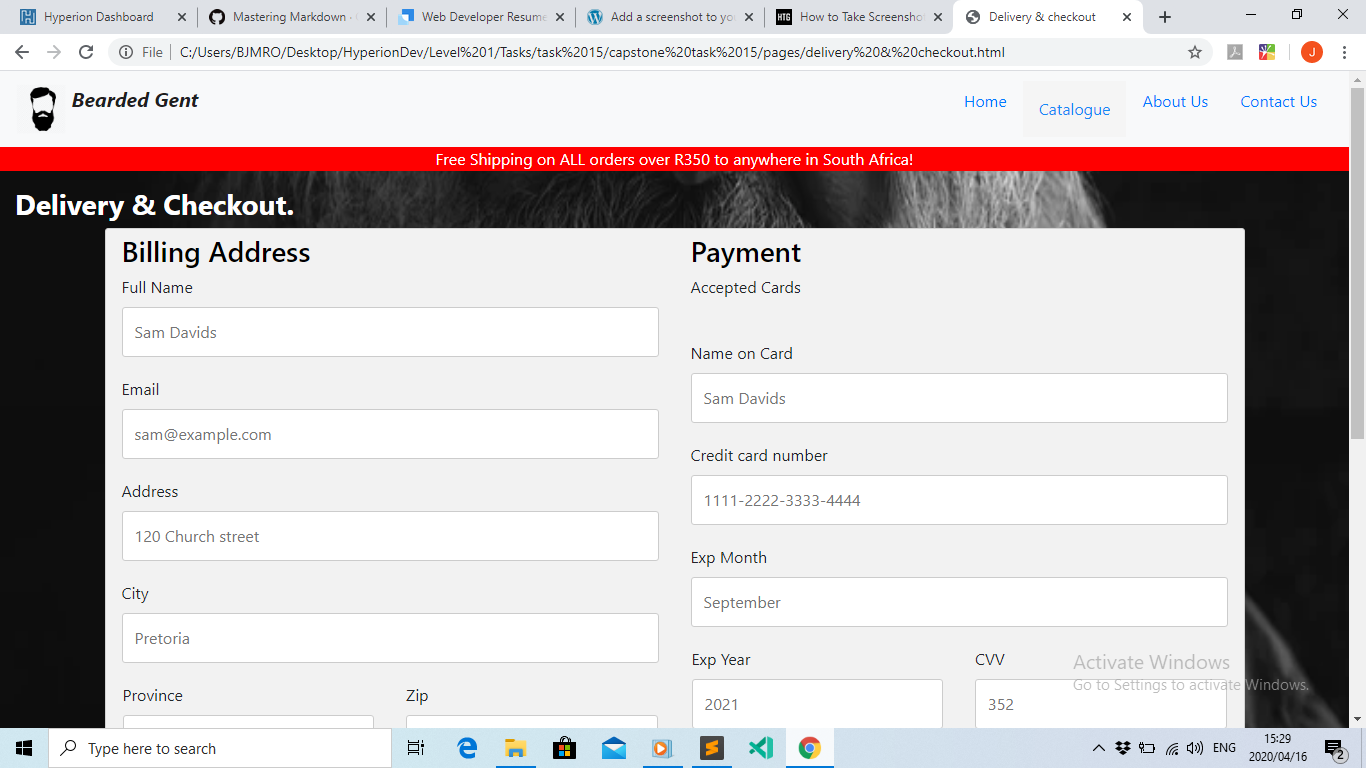 Hyperion Dashboard
Mastering Markdown ·
Web Developer Resume
Add a screenshot to yo
HTG
How to Take Screenshot
Delivery & checkout
File
C:/Users/BJMRO/Desktop/HyperionDev/Level%201/Tasks/task%2015/capstone%20task%2015/pages/delivery%20&%20checkout.html
J
Bearded Gent
Home
Catalogue
About Us
Contact Us
Free Shipping on ALL orders over R350 to anywhere in South Africa!
Delivery & Checkout.
Billing Address
Full Name
Sam Davids
Email
sam@example.com
Address
120 Church street
City
Pretoria
Province
Zip
Payment
Accepted Cards
Name on Card
Sam Davids
Credit card number
1111-2222-3333-4444
Exp Month
September
Exp Year
CVV
2021
352
Activate Windows
Go to Settings to activate Windows.
Type here to search
ENG
15:29
2020/04/16
2